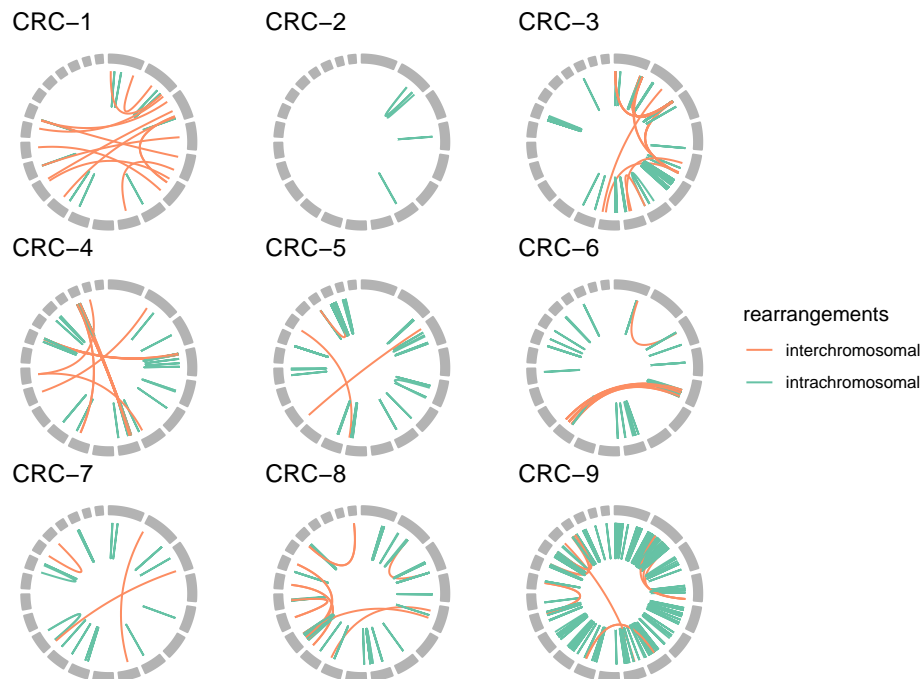 CRC−1
CRC−2
CRC−3
CRC−4
CRC−5
CRC−6
CRC−7
CRC−8
CRC−9
rearrangements
interchromosomal
intrachromosomal